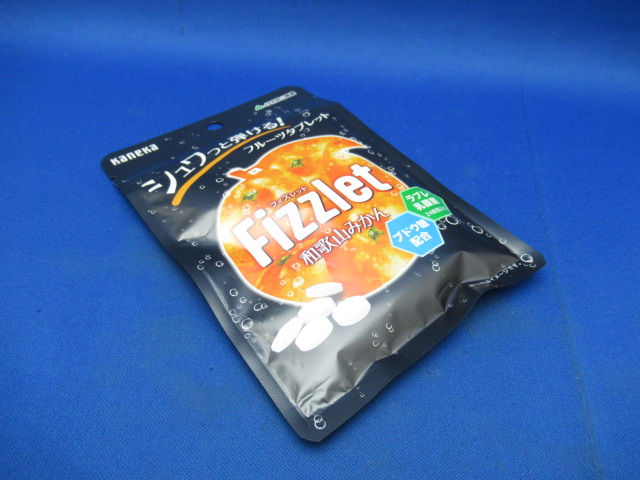 kaneka
シュワっと弾ける!
フルーツタブレット
フィズレット
Fizzlet
和歌山みかん
ラブレ
乳酸菌
ブドウ糖
配合